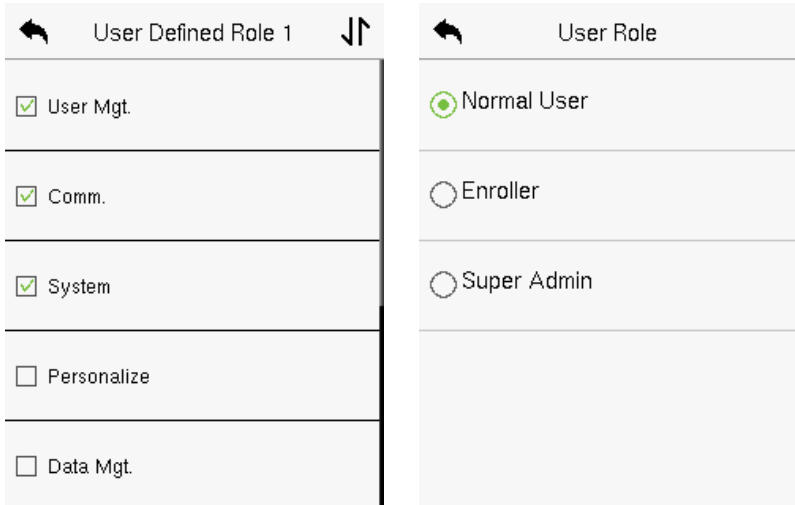 User Defined Role 1
User Mgt.
Comm.
System
Personalize
Data Mgt.
User Role
Normal User
Enroller
Super Admin